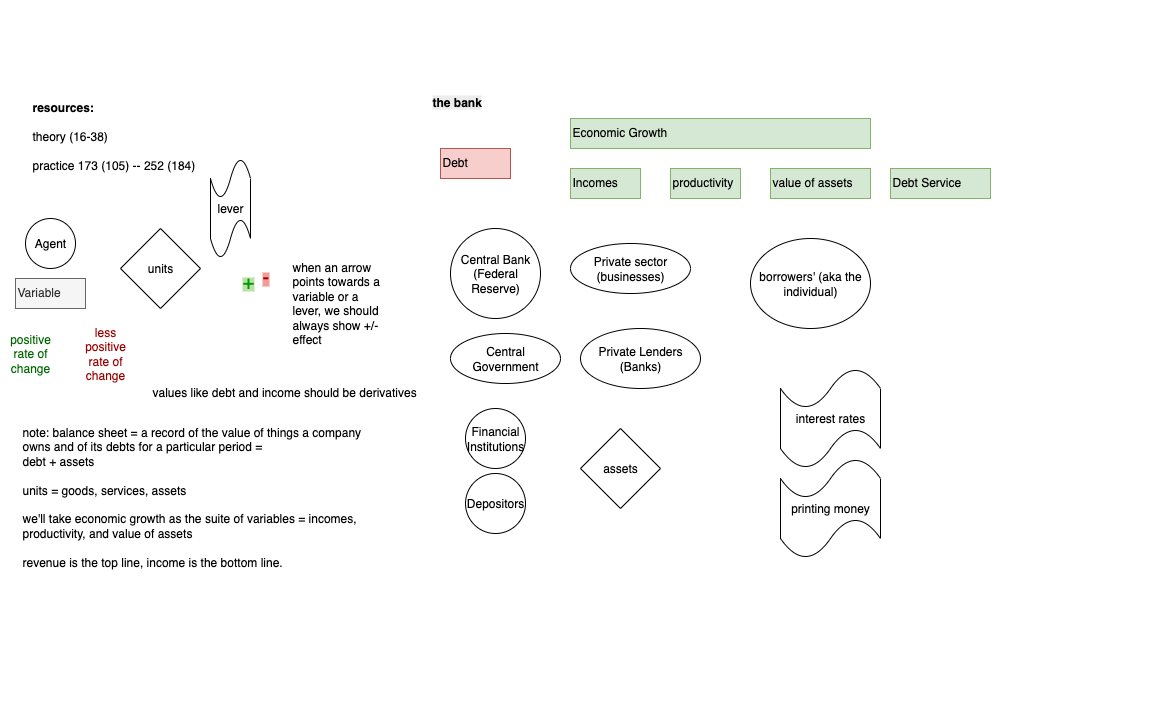 resources:
theory (16-38)
practice 173 (105) -- 252 (184)
lever
Agent
units
Variable
+
-
when an arrow
points towards a
variable or a
lever, we should
always show +/-
effect
positive
rate of
change
less
positive
rate of
change
values like debt and income should be derivatives
note: balance sheet = a record of the value of things a company
owns and of its debts for a particular period =
debt + assets
units = goods, services, assets
we'll take economic growth as the suite of variables = incomes,
productivity, and value of assets
revenue is the top line, income is the bottom line.
the bank
Economic Growth
Debt
Incomes
productivity
value of assets
Debt Service
Central Bank
(Federal
Reserve)
Private sector
(businesses)
borrowers' (aka the
individual)
Central
Government
Private Lenders
(Banks)
Financial
Institutions
assets
Depositors
interest rates
printing money